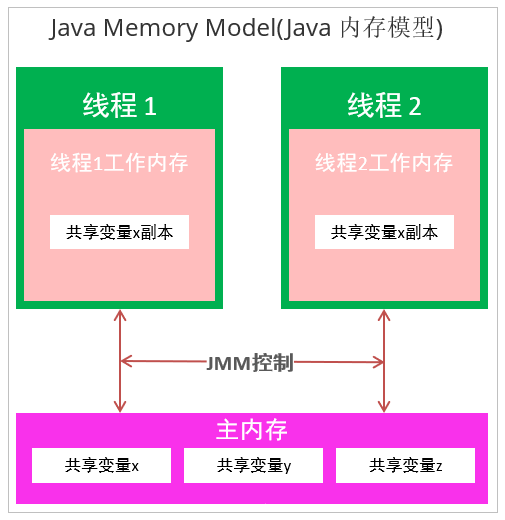 Java Memory Model(Java 内存模型)
线程 1
线程 2
线程1工作内存
线程2工作内存
共享变量x副本
共享变量x副本
JMM控制
主内存
共享变量x
共享变量y
共享变量z